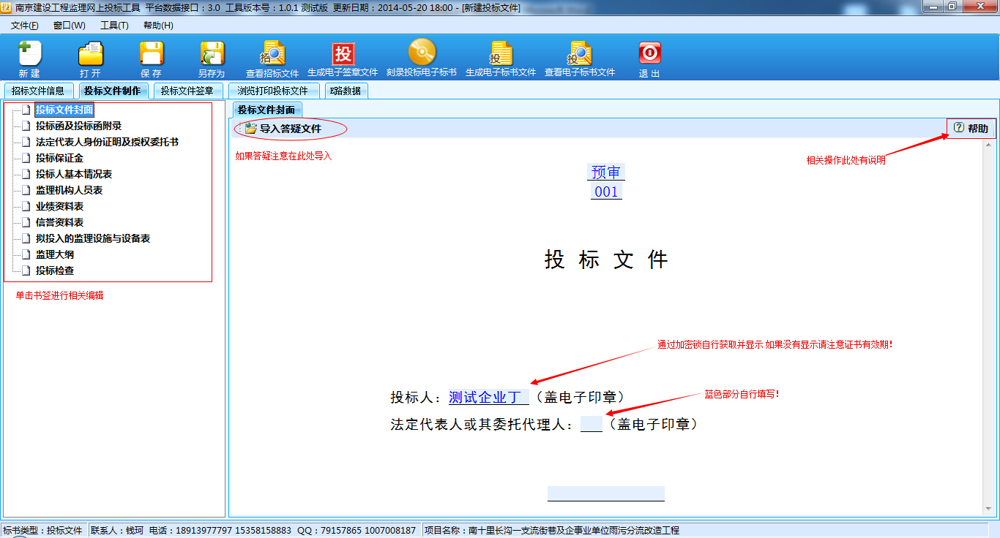 南京建设工程监理网上投标工具 平台数据接口：3.0 工具版本号：1.0.1 测试版 更新日期：2014-05-20 18:00 - [新建投标文件]
文件(F) 窗口(W) 工具(T) 帮助(H)
新 建 打 开 保 存 另存为 查看招标文件 生成电子签章文件 刻录投标电子标书 生成电子标书文件 查看电子标书文件 退 出
招标文件信息 投标文件制作 投标文件签章 浏览打印投标文件 E路数据
投标文件封面
投标函及投标函附录
法定代表人身份证明及授权委托书
投标保证金
投标人基本情况表
监理机构人员表
业绩资料表
信誉资料表
拟投入的监理设施与设备表
监理大纲
投标检查
单击书签进行相关编辑
投标文件封面
导入答疑文件
帮助
如果答疑注意在此处导入
相关操作此处有说明
预审
001
投 标 文 件
通过加密锁自行获取并显示 如果没有显示请注意证书有效期！
投标人：测试企业丁（盖电子印章）
蓝色部分自行填写！
法定代表人或其委托代理人：（盖电子印章）
标书类型：投标文件 联系人：钱珂 电话：18913977797 15358158883 QQ：79157865 1007008187 项目名称：南十里长沟一支流街巷及企事业单位雨污分流改造工程